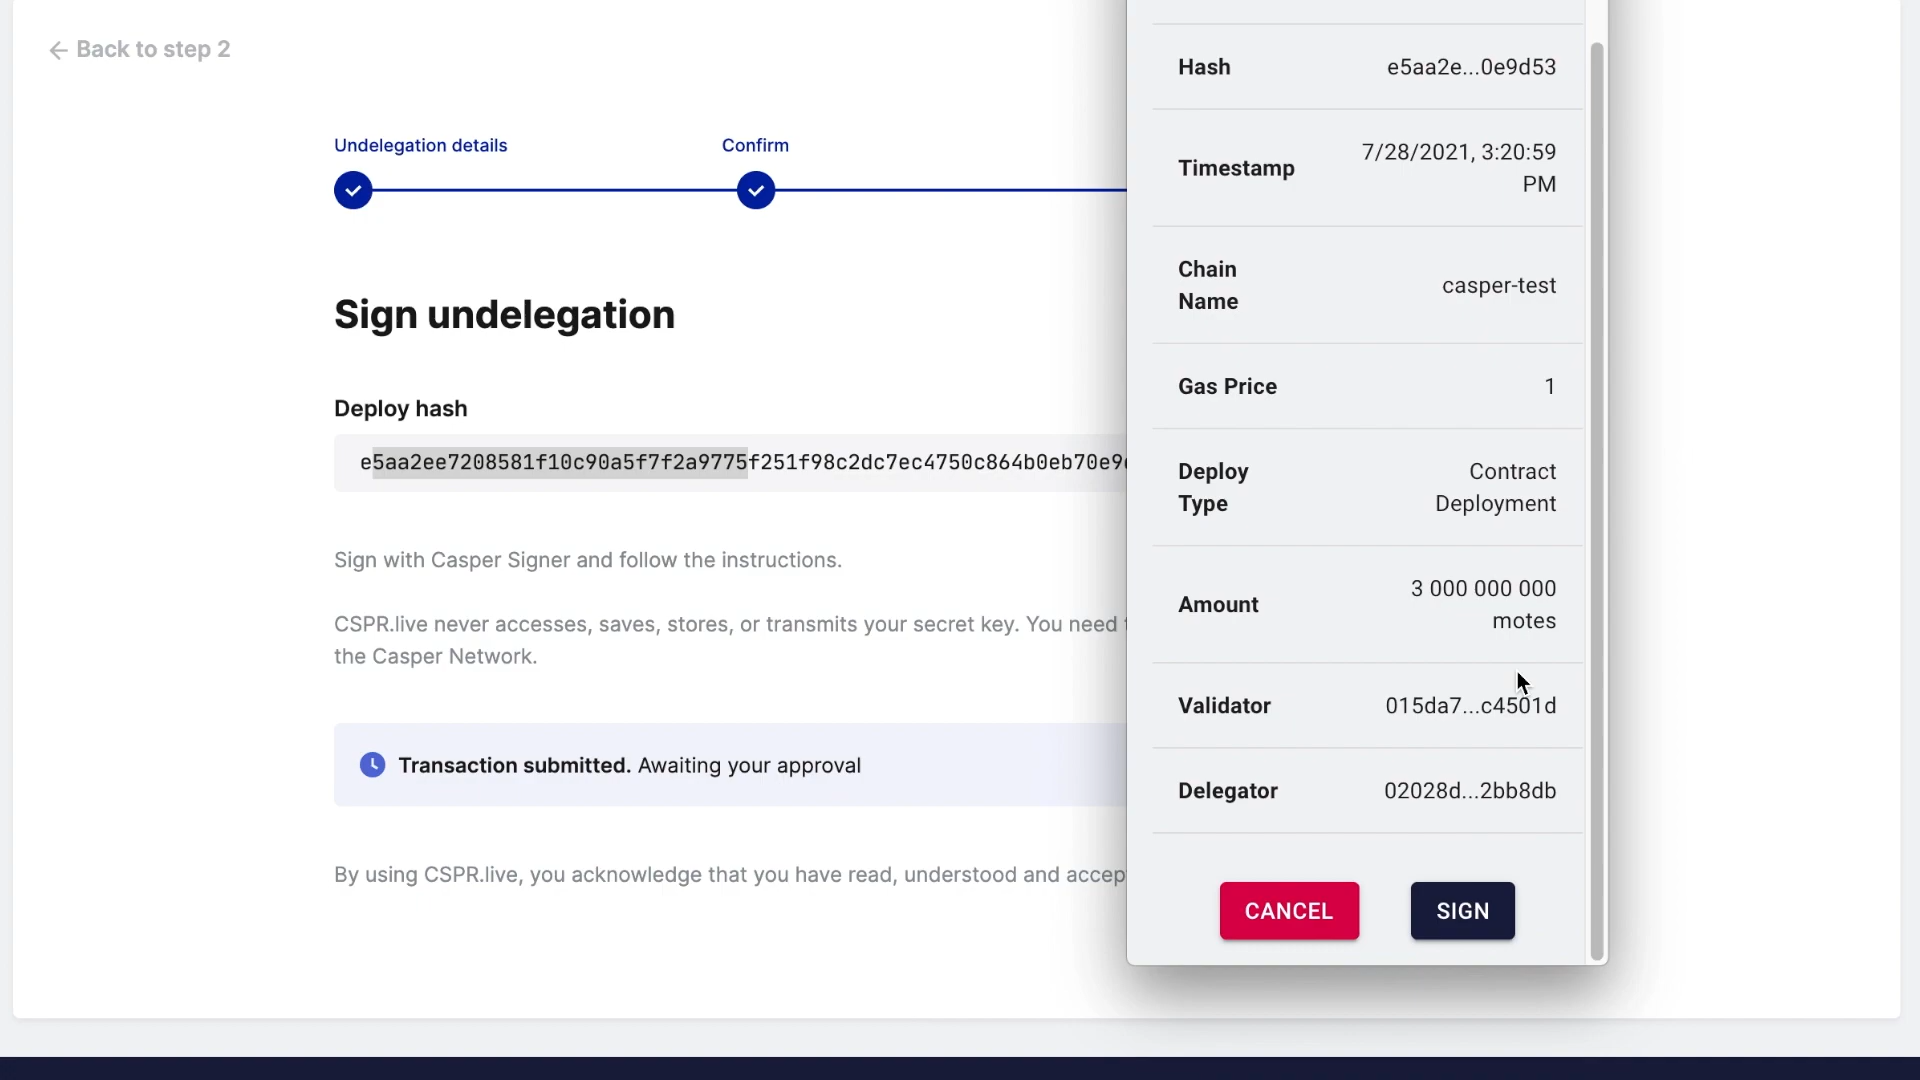 Back to step 2
Undelegation details
Confirm
Sign undelegation
Deploy hash
e5aa2ee7208581f10c90a5f7f2a9775f251f98c2dc7ec4750c864b0eb70e9
Sign with Casper Signer and follow the instructions.
CSPR.live never accesses, saves, stores, or transmits your secret key. You need
the Casper Network.
Transaction submitted. Awaiting your approval
By using CSPR.live, you acknowledge that you have read, understood and accep
Hash
e5aa2e...0e9d53
Timestamp
7/28/2021, 3:20:59
PM
Chain
Name
casper-test
Gas Price
1
Deploy
Type
Contract
Deployment
Amount
3 000 000 000
motes
Validator
015da7...c4501d
Delegator
02028d...2bb8db
CANCEL
SIGN